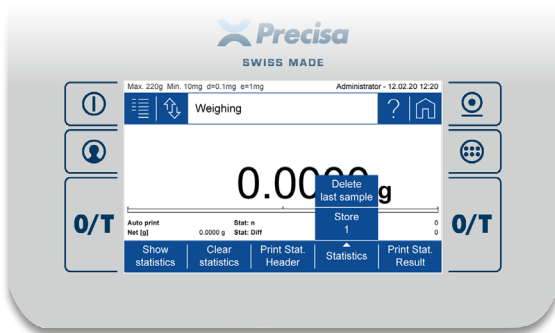 Precisa
SWISS MADE
Max. 220g Min. 10mg d=0.1mg e=1mg Administrator - 12.02.20 12:20
Weighing ?
0.0000 g
Delete
last sample
Store
1
Auto print Stat: n 0
Net [g] 0.0000 g Stat: Diff 0
0/T 0/T
Show
statistics
Clear
statistics
Print Stat.
Header
Statistics
Print Stat.
Result